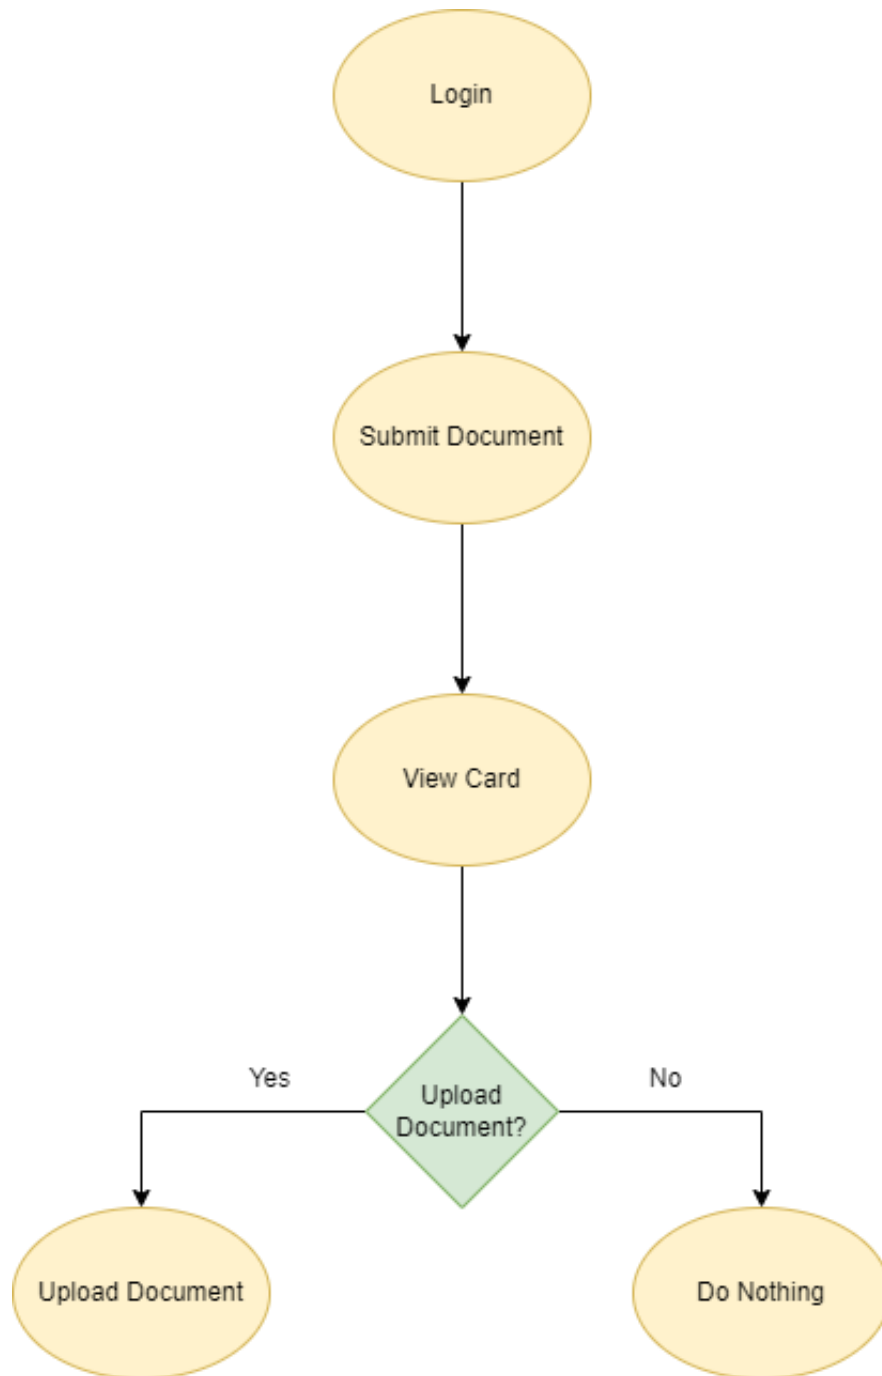 Login
Submit Document
View Card
Yes
No
Upload
Document?
Upload Document
Do Nothing